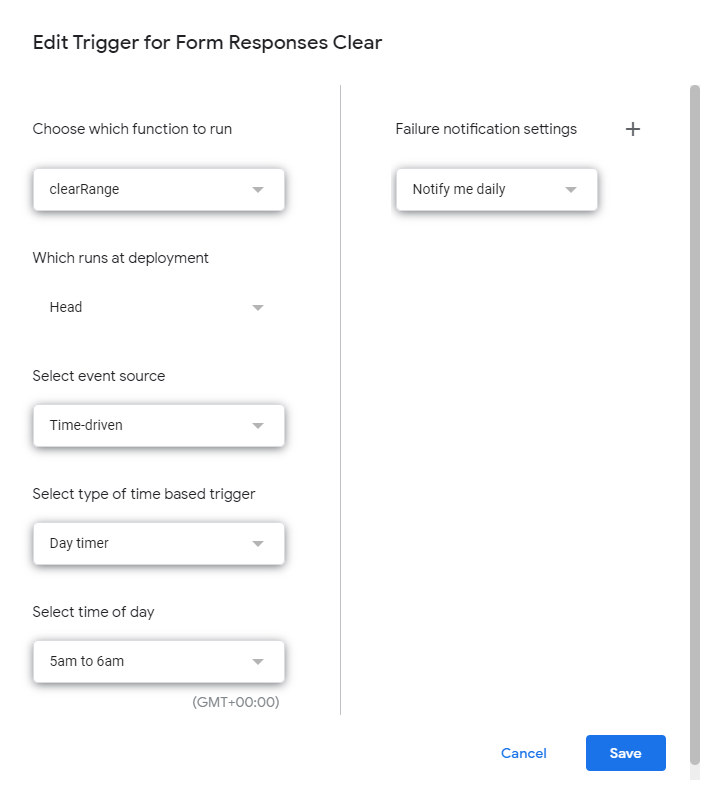 Edit Trigger for Form Responses Clear
Choose which function to run
clearRange
Which runs at deployment
Head
Select event source
Time-driven
Select type of time based trigger
Day timer
Select time of day
5am to 6am
(GMT+00:00)
Failure notification settings
Notify me daily
Cancel
Save